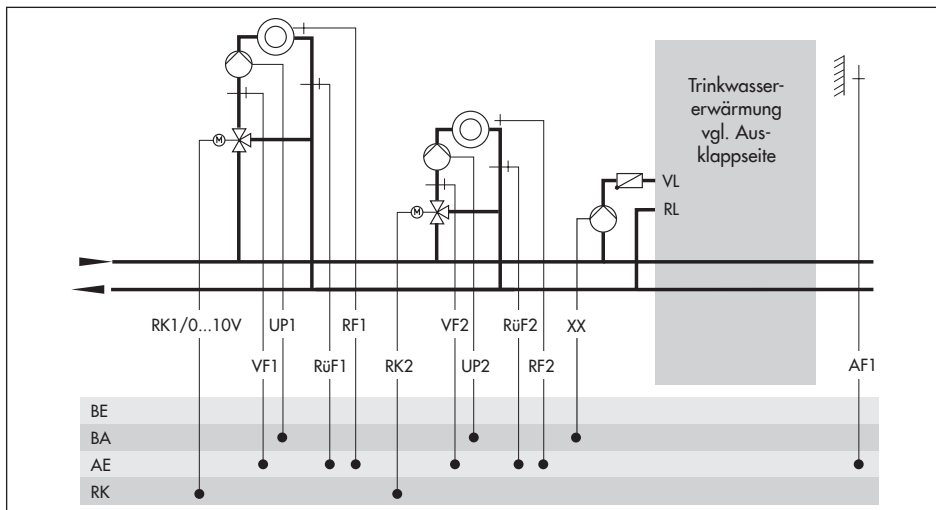 Trinkwasser-
erwärmung
vgl. Aus-
klappseite
M
M
VL
RL
RK1/0...10V UP1 RF1 VF2 RüF2 XX
VF1 RüF1 RK2 UP2 RF2 AF1
BE
BA
AE
RK